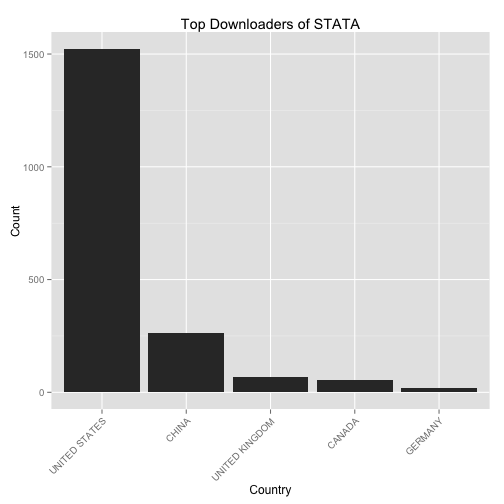 Top Downloaders of STATA
Count
1500
1000
500
0
UNITED STATES
CHINA
UNITED KINGDOM
CANADA
GERMANY
Country